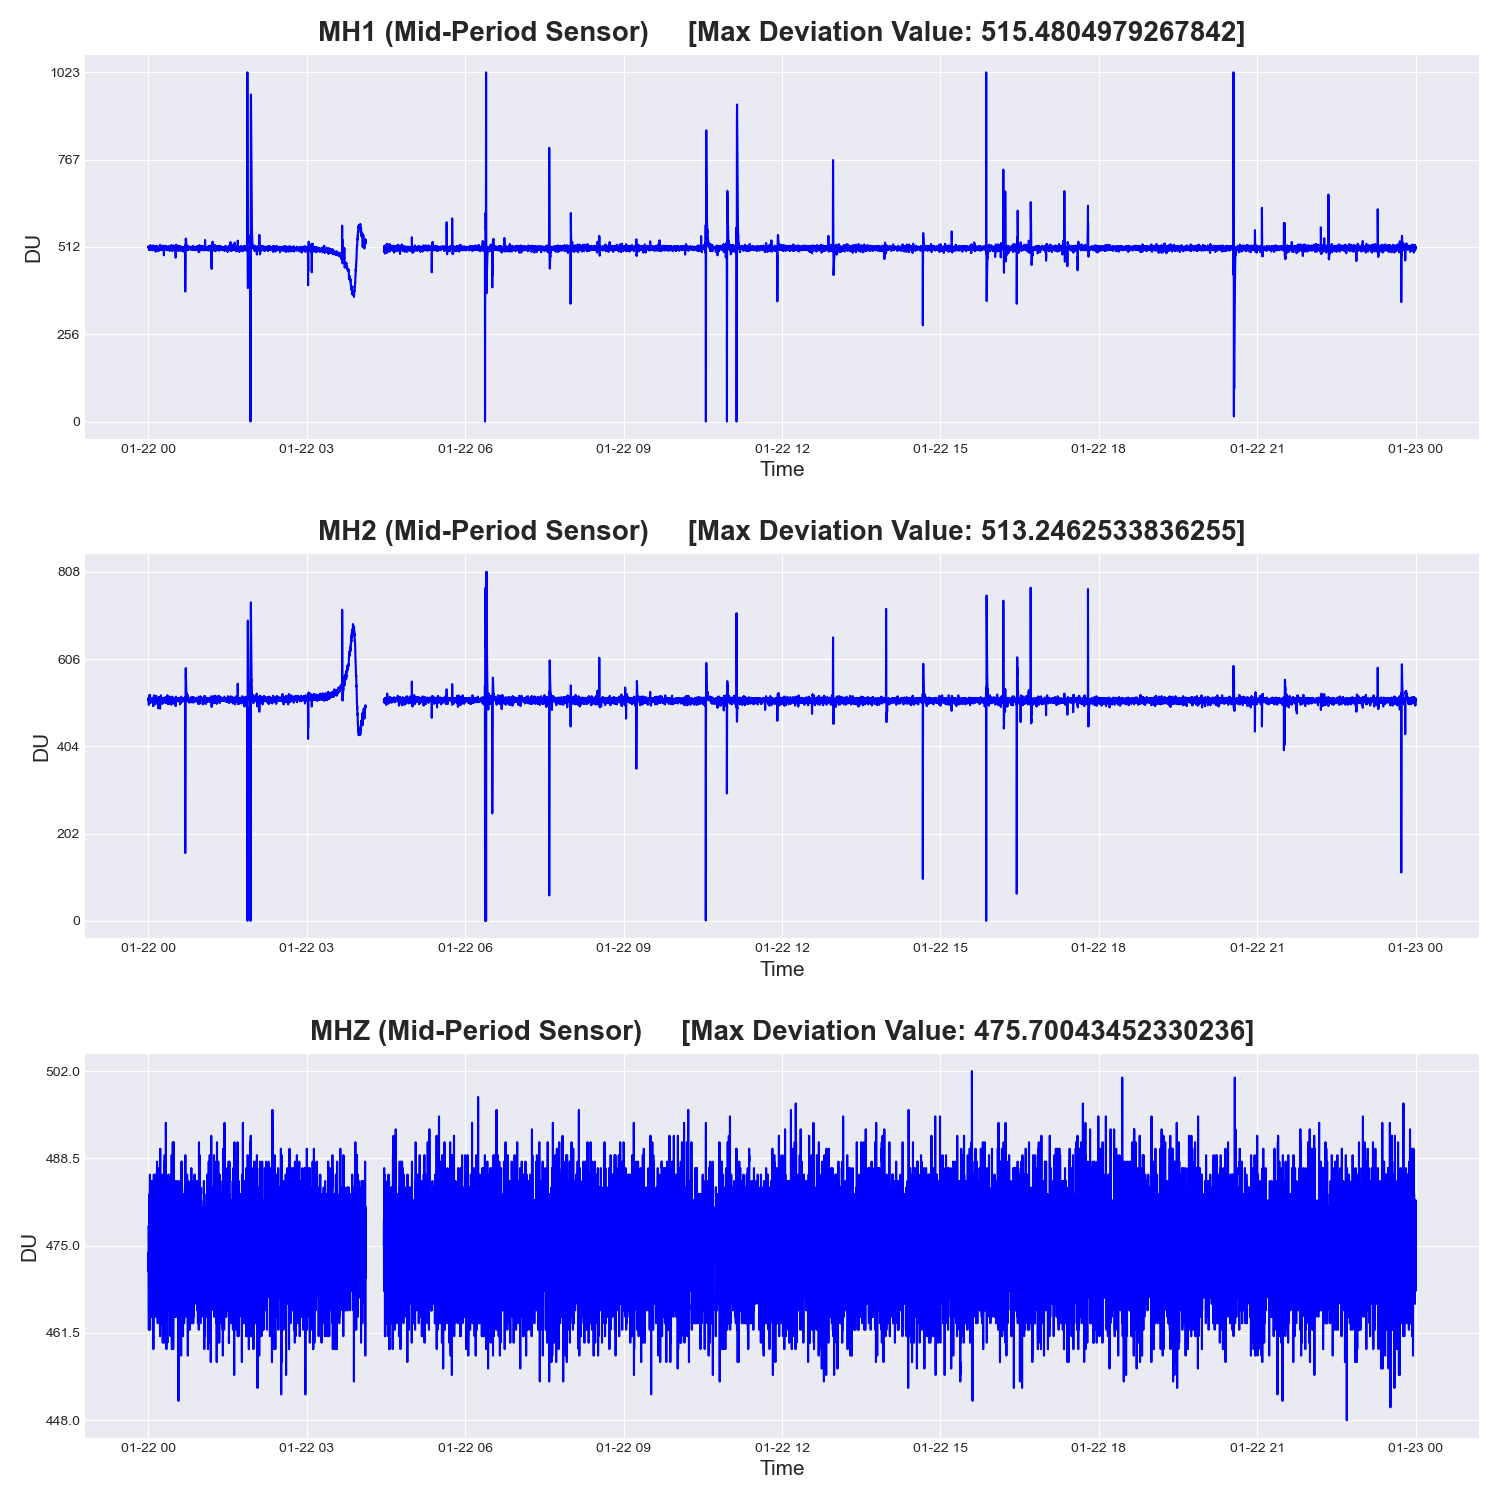 MH1 (Mid-Period Sensor) [Max Deviation Value: 515.4804979267842]
1023
767
512
256
0
DU
01-22 00 01-22 03 01-22 06 01-22 09 01-22 12 01-22 15 01-22 18 01-22 21 01-23 00
Time
MH2 (Mid-Period Sensor) [Max Deviation Value: 513.2462533836255]
808
606
404
202
0
DU
01-22 00 01-22 03 01-22 06 01-22 09 01-22 12 01-22 15 01-22 18 01-22 21 01-23 00
Time
MHZ (Mid-Period Sensor) [Max Deviation Value: 475.70043452330236]
502.0
488.5
475.0
461.5
448.0
DU
01-22 00 01-22 03 01-22 06 01-22 09 01-22 12 01-22 15 01-22 18 01-22 21 01-23 00
Time